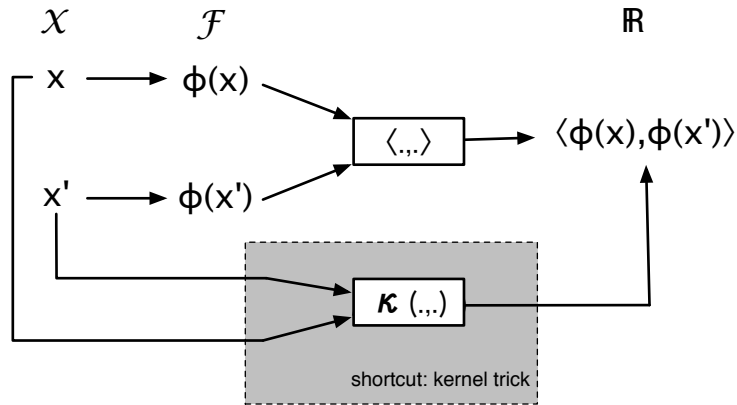 𝒳 ℱ ℝ
x ϕ(x)
⟨.,.⟩ ⟨ϕ(x),ϕ(x')⟩
x' ϕ(x')
κ (.,.)
shortcut: kernel trick